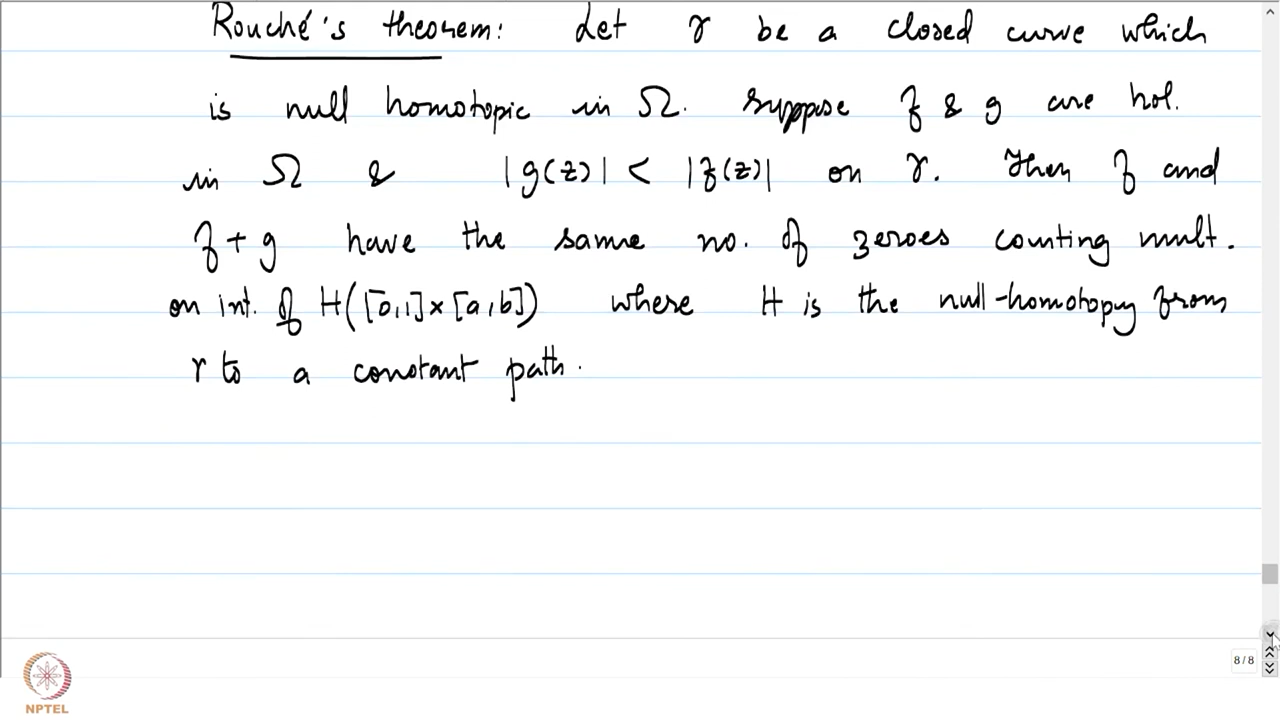 Rouché's theorem: Let γ be a closed curve which
is null homotopic in Ω. Suppose f & g are hol.
in Ω & |g(z)| < |f(z)| on γ. Then f and
f + g have the same no. of zeroes counting mult.
on int. of H([0,1]×[a,b]) where H is the null-homotopy from
γ to a constant path.
8 / 8
NPTEL